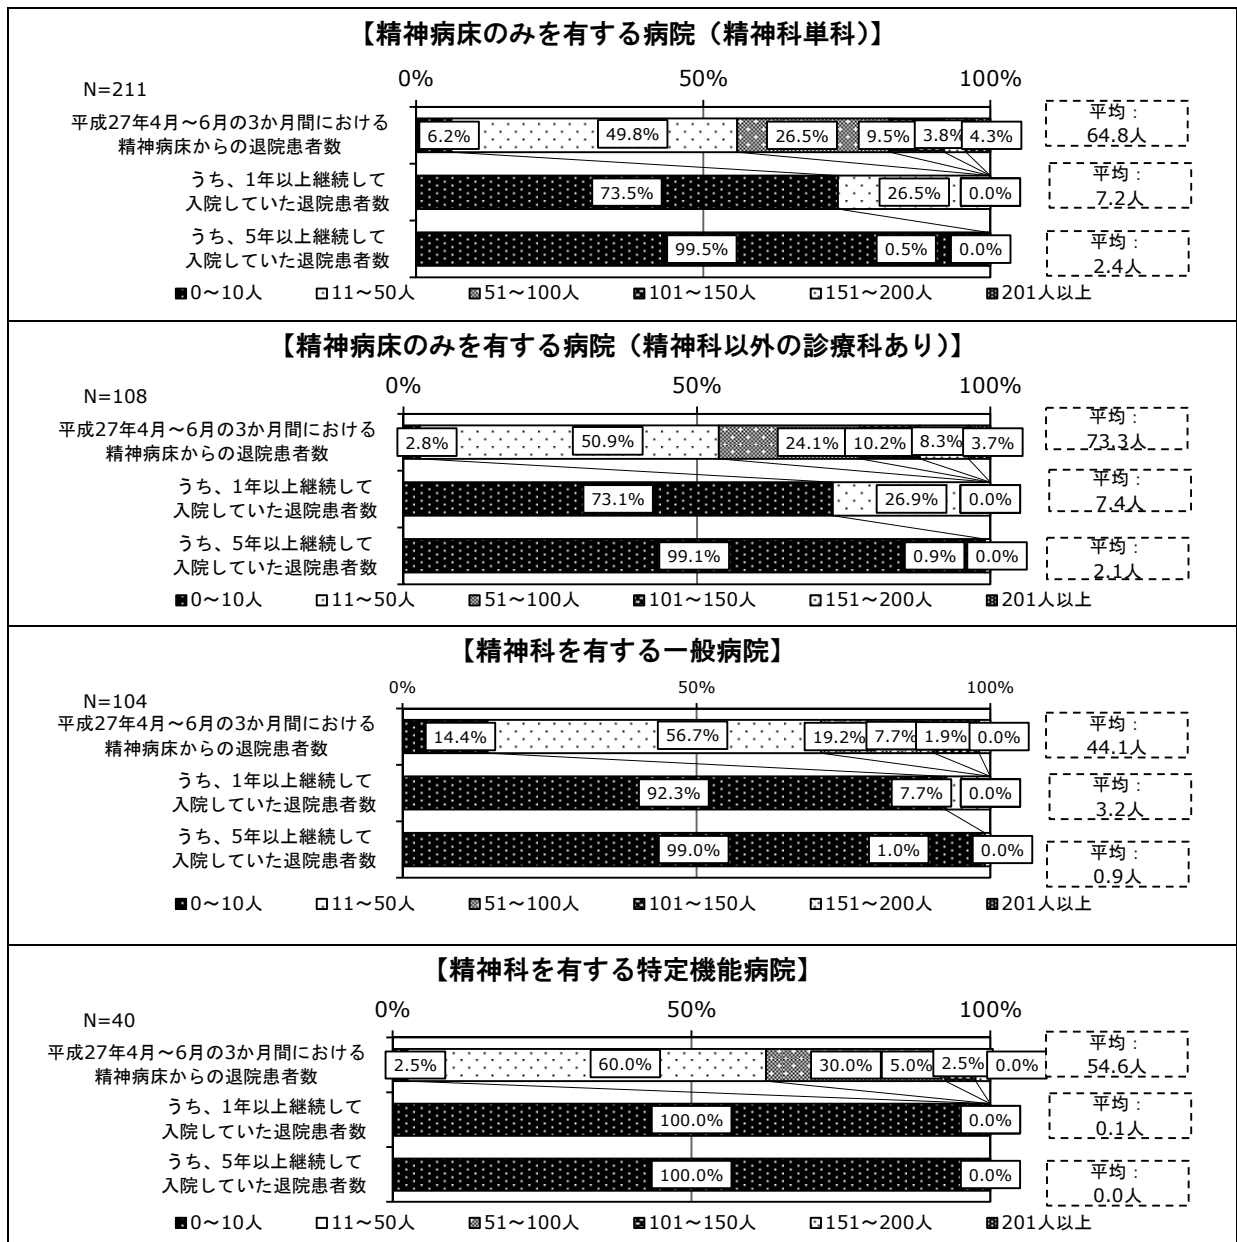 【精神病床のみを有する病院（精神科単科）】
0% 50% 100%
N=211
平成27年4月～6月の3か月間における
精神病床からの退院患者数
6.2% 49.8% 26.5% 9.5% 3.8% 4.3%
平均：
64.8人
うち、1年以上継続して
入院していた退院患者数
73.5% 26.5% 0.0%
平均：
7.2人
うち、5年以上継続して
入院していた退院患者数
99.5% 0.5% 0.0%
平均：
2.4人
0～10人 11～50人 51～100人 101～150人 151～200人 201人以上
【精神病床のみを有する病院（精神科以外の診療科あり）】
0% 50% 100%
N=108
平成27年4月～6月の3か月間における
精神病床からの退院患者数
2.8% 50.9% 24.1% 10.2% 8.3% 3.7%
平均：
73.3人
うち、1年以上継続して
入院していた退院患者数
73.1% 26.9% 0.0%
平均：
7.4人
うち、5年以上継続して
入院していた退院患者数
99.1% 0.9% 0.0%
平均：
2.1人
0～10人 11～50人 51～100人 101～150人 151～200人 201人以上
【精神科を有する一般病院】
0% 50% 100%
N=104
平成27年4月～6月の3か月間における
精神病床からの退院患者数
14.4% 56.7% 19.2% 7.7% 1.9% 0.0%
平均：
44.1人
うち、1年以上継続して
入院していた退院患者数
92.3% 7.7% 0.0%
平均：
3.2人
うち、5年以上継続して
入院していた退院患者数
99.0% 1.0% 0.0%
平均：
0.9人
0～10人 11～50人 51～100人 101～150人 151～200人 201人以上
【精神科を有する特定機能病院】
0% 50% 100%
N=40
平成27年4月～6月の3か月間における
精神病床からの退院患者数
2.5% 60.0% 30.0% 5.0% 2.5% 0.0%
平均：
54.6人
うち、1年以上継続して
入院していた退院患者数
100.0% 0.0%
平均：
0.1人
うち、5年以上継続して
入院していた退院患者数
100.0% 0.0%
平均：
0.0人
0～10人 11～50人 51～100人 101～150人 151～200人 201人以上